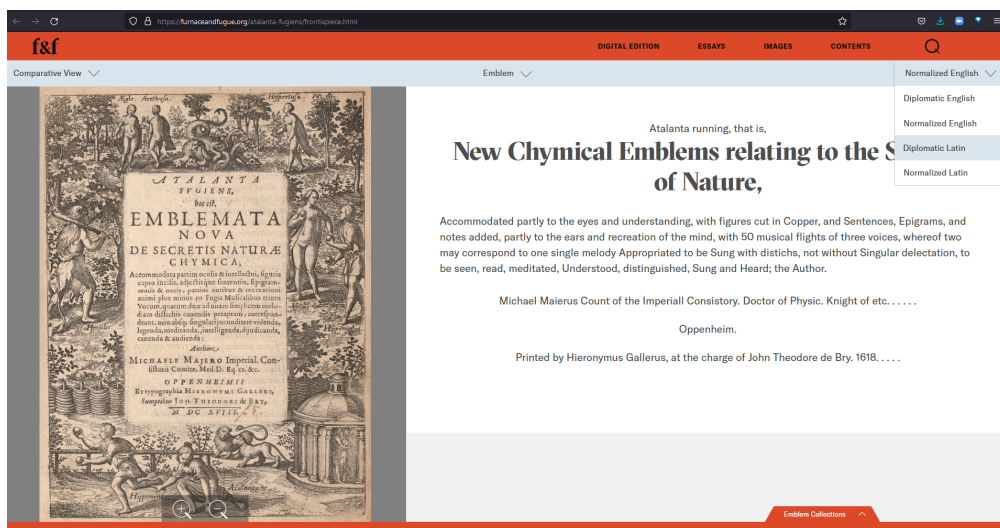 https://furnaceandfugue.org/atalanta-fugiens/frontispiece.html
f&f
DIGITAL EDITION
ESSAYS
IMAGES
CONTENTS
Comparative View
Emblem
Normalized English
Diplomatic English
Normalized English
Diplomatic Latin
Normalized Latin
Ægle. Arethusa.
Hespertusa.
ATALANTA
FVGIENS,
hoc est,
EMBLEMATA
NOVA
DE SECRETIS NATURÆ
CHYMICA,
Accommodata partim oculis & intellectui, figuris
cupro incisis, adjectisque sententiis, Epigram-
matis & notis, partim auribus & recreationi
animi plus minus 50 Fugis Musicalibus trium
Vocum, quarum duæ ad unam simplicem melo-
diam distichis canendis peraptam, correspon-
deant, non absq; singulari jucunditate videnda,
legenda, meditanda, intelligenda, dijudicanda,
canenda & audienda:
Authore
MICHAELE MAJERO Imperial. Con-
sistorii Comite, Med. D. Eq. ex. &c.
OPPENHEIMII
Ex typographia HIERONYMI GALLERI,
Sumptibus JOH. THEODORI de BRY,
M DC XVIII.
Hippomenes
Atalanta
Atalanta running, that is,
New Chymical Emblems relating to the S
of Nature,
Accommodated partly to the eyes and understanding, with figures cut in Copper, and Sentences, Epigrams, and
notes added, partly to the ears and recreation of the mind, with 50 musical flights of three voices, whereof two
may correspond to one single melody Appropriated to be Sung with distichs, not without Singular delectation, to
be seen, read, meditated, Understood, distinguished, Sung and Heard; the Author.
Michael Maierus Count of the Imperiall Consistory. Doctor of Physic. Knight of etc. . . . . .
Oppenheim.
Printed by Hieronymus Gallerus, at the charge of John Theodore de Bry. 1618. . . . .
Emblem Collections